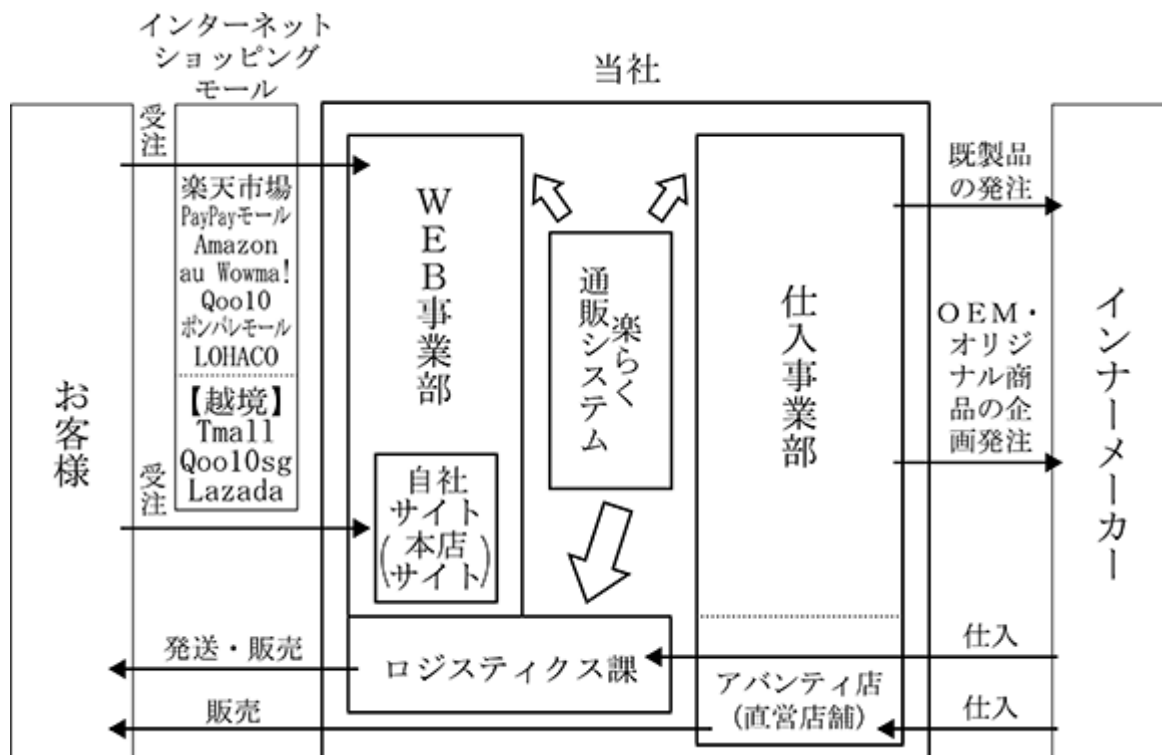 インターネット
ショッピング
モール
当社
お客様
受注
受注
楽天市場
PayPayモール
Amazon
au Wowma!
Qoo10
ポンパレモール
LOHACO
【越境】
Tmall
Qoo10sg
Lazada
WEB事業部
自社
サイト
(本店
サイト)
楽らく
通販システム
仕入事業部
既製品
の発注
OEM・
オリジ
ナル商
品の企
画発注
インナーメーカー
発送・販売
ロジスティクス課
仕入
販売
アバンティ店
(直営店舗)
仕入